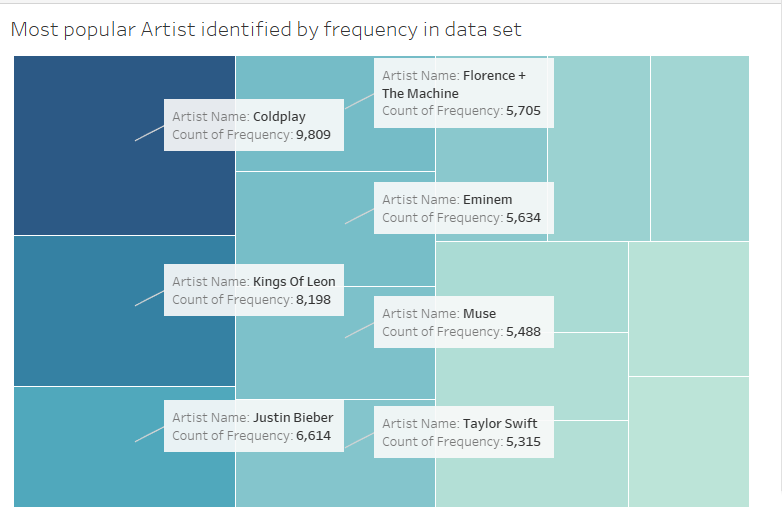 Most popular Artist identified by frequency in data set
Artist Name: Coldplay
Count of Frequency: 9,809
Artist Name: Kings Of Leon
Count of Frequency: 8,198
Artist Name: Justin Bieber
Count of Frequency: 6,614
Artist Name: Florence +
The Machine
Count of Frequency: 5,705
Artist Name: Eminem
Count of Frequency: 5,634
Artist Name: Muse
Count of Frequency: 5,488
Artist Name: Taylor Swift
Count of Frequency: 5,315